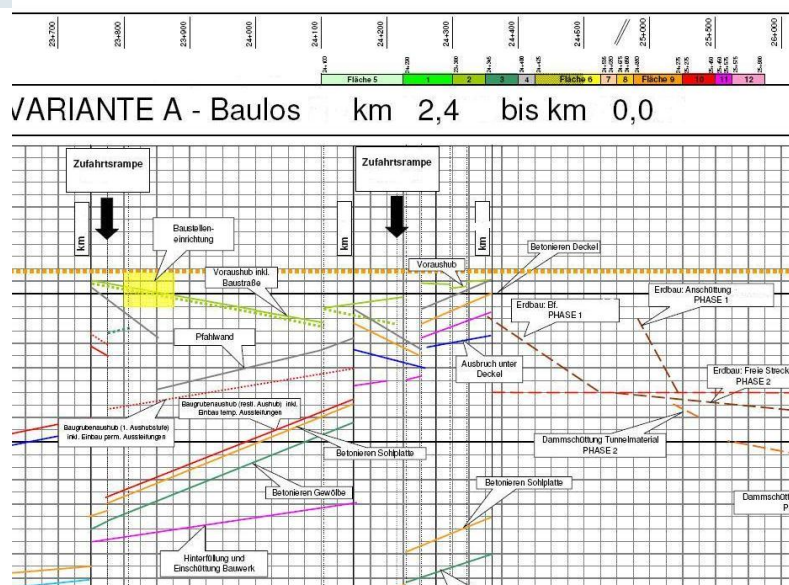 23+700
23+800
23+900
24+000
24+100
24+200
24+300
24+400
24+500
25+000
25+500
26+000
Fläche 5
1
2
3
4
Fläche 6
7
8
Fläche 9
10
11
12
VARIANTE A - Baulos km 2,4 bis km 0,0
Zufahrtsrampe
Zufahrtsrampe
km
km
km
Baustellen-
einrichtung
Voraushub inkl.
Baustraße
Voraushub
Betonieren Deckel
Erdbau: Bf.
PHASE 1
Erdbau: Anschüttung
PHASE 1
Pfahlwand
Ausbruch unter
Deckel
Erdbau: Freie Streck
PHASE 2
Baugrubenaushub (restl. Aushub) inkl.
Einbau temp. Aussteifungen
Baugrubenaushub (1. Aushubstufe)
inkl. Einbau perm. Aussteifungen
Betonieren Sohlplatte
Dammschüttung Tunnelmaterial
PHASE 2
Betonieren Gewölbe
Betonieren Sohlplatte
Dammschütt
P
Hinterfüllung und
Einschüttung Bauwerk